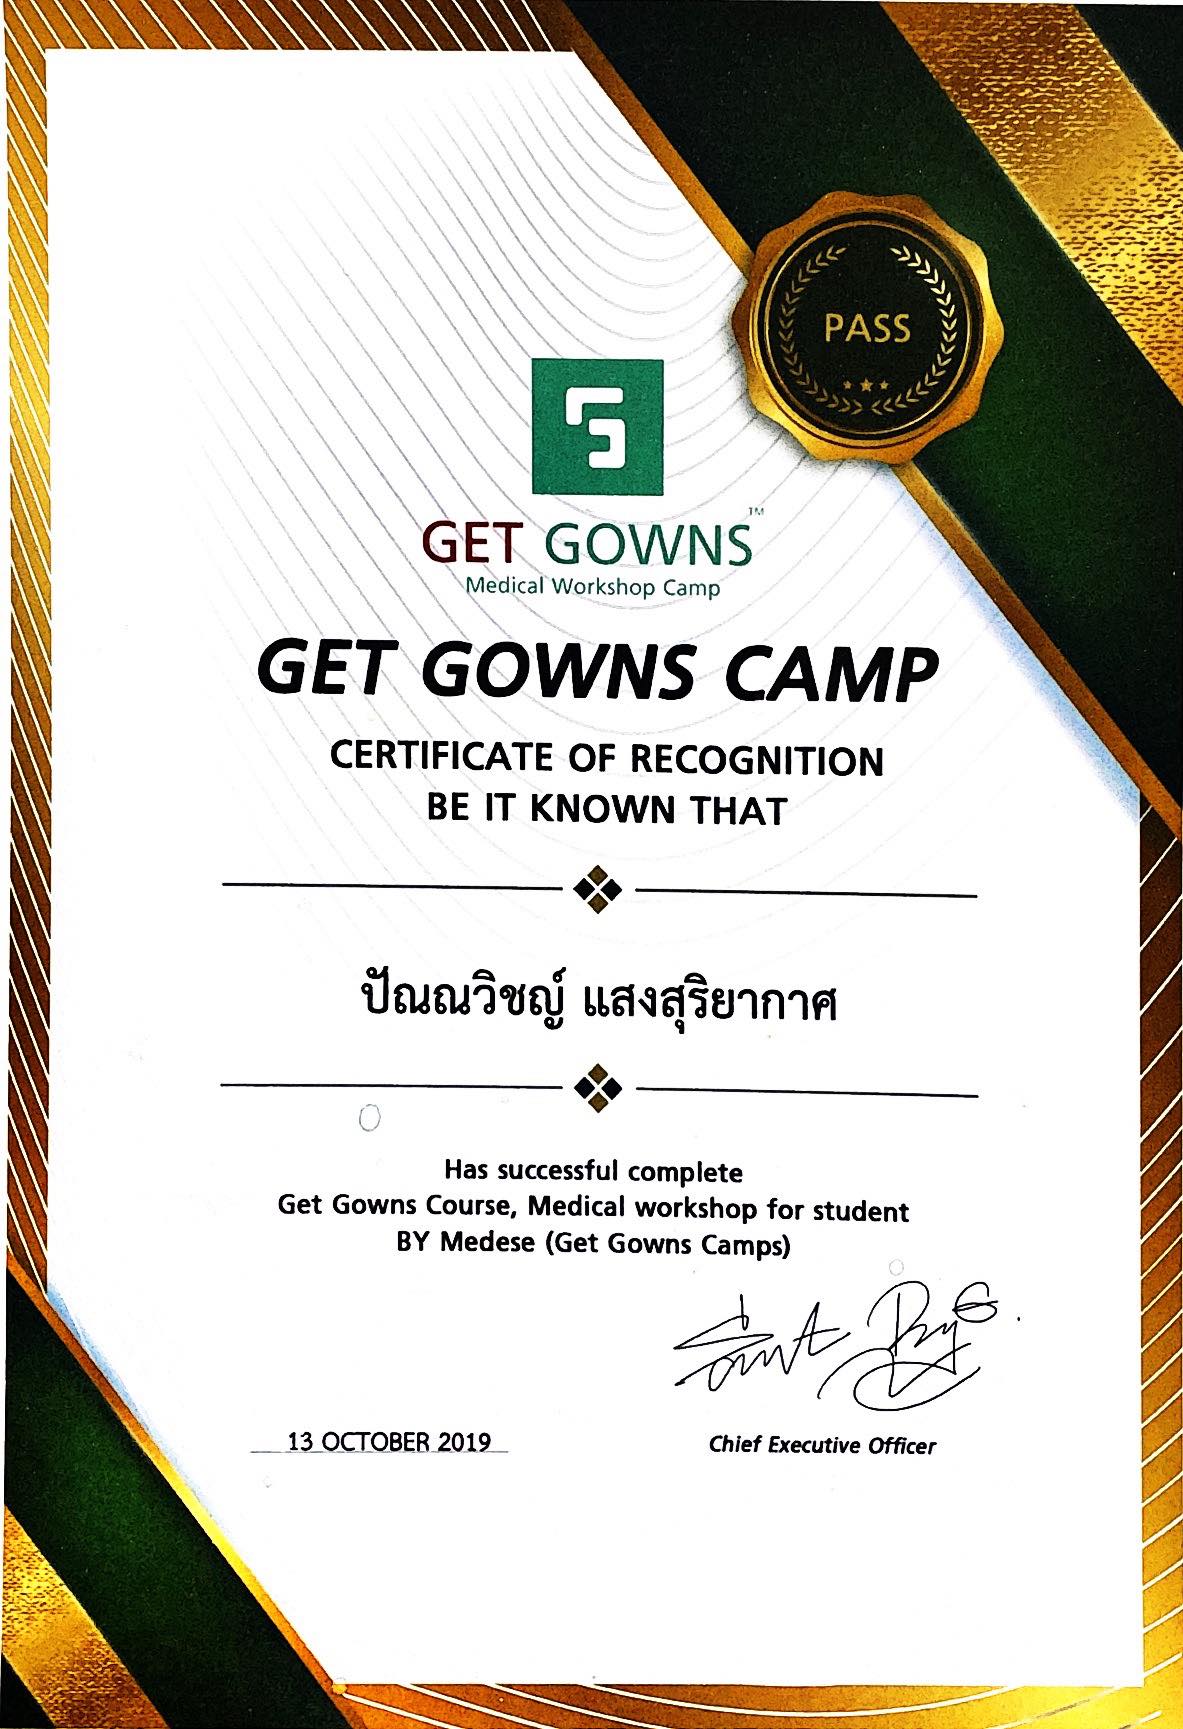 PASS
GET GOWNS™
Medical Workshop Camp
GET GOWNS CAMP
CERTIFICATE OF RECOGNITION
BE IT KNOWN THAT
ปัณณวิชญ์ แสงสุริยากาศ
Has successful complete
Get Gowns Course, Medical workshop for student
BY Medese (Get Gowns Camps)
13 OCTOBER 2019
Chief Executive Officer